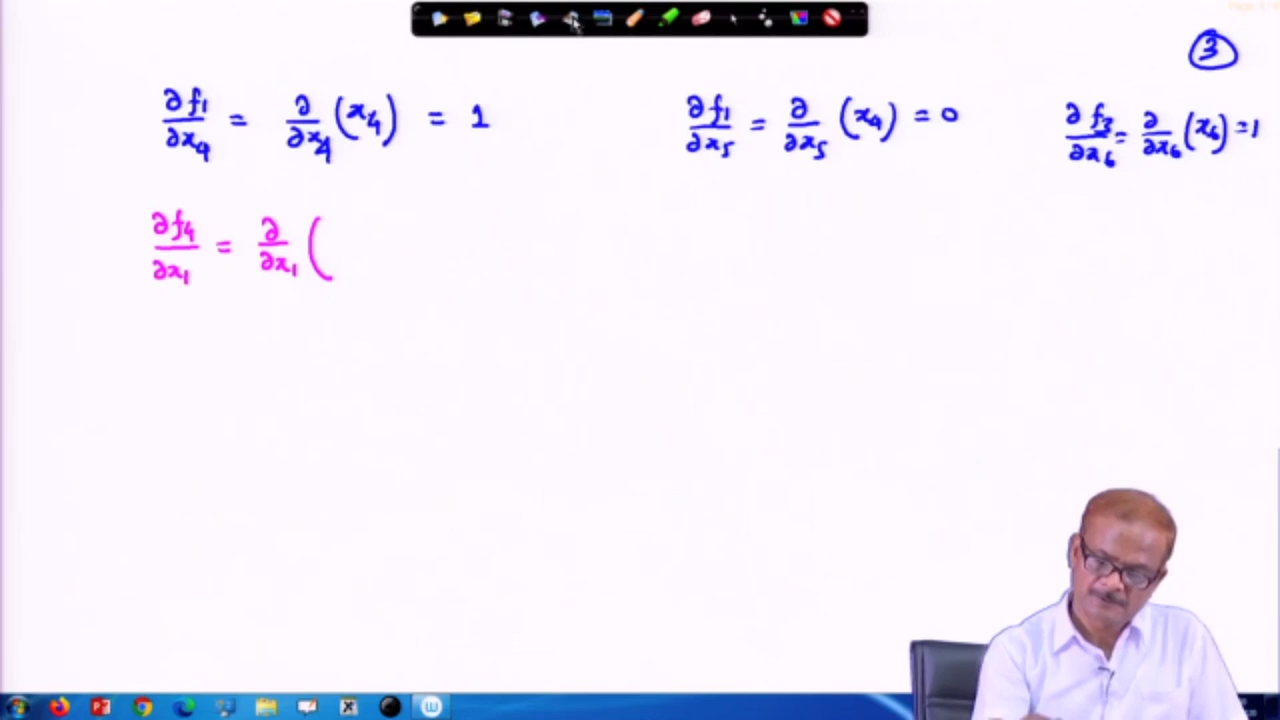 3
∂f₁/∂x₄ = ∂/∂x₄ (x₄) = 1
∂f₁/∂x₅ = ∂/∂x₅ (x₄) = 0
∂f₃/∂x₆ = ∂/∂x₆ (x₆) = 1
∂f₄/∂x₁ = ∂/∂x₁ (